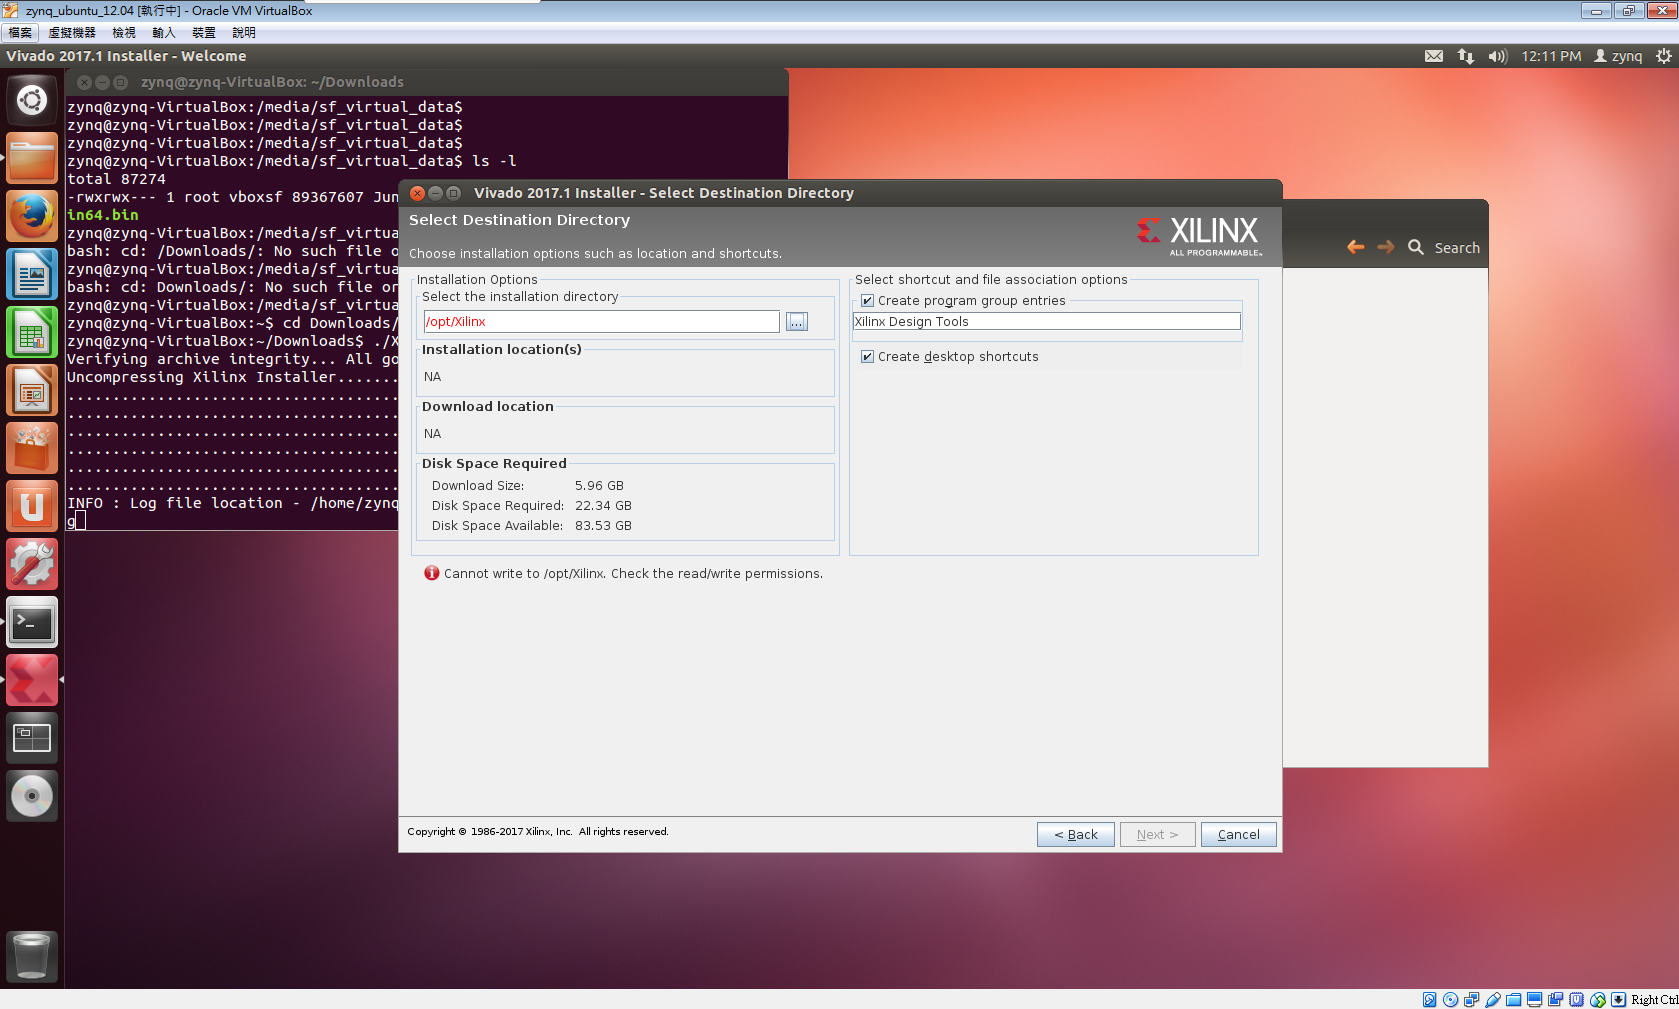 zynq_ubuntu_12.04 [執行中] - Oracle VM VirtualBox
檔案 虛擬機器 檢視 輸入 裝置 說明
Vivado 2017.1 Installer - Welcome 12:11 PM zynq
zynq@zynq-VirtualBox: ~/Downloads
zynq@zynq-VirtualBox:/media/sf_virtual_data$
zynq@zynq-VirtualBox:/media/sf_virtual_data$
zynq@zynq-VirtualBox:/media/sf_virtual_data$
zynq@zynq-VirtualBox:/media/sf_virtual_data$ ls -l
total 87274
-rwxrwx--- 1 root vboxsf 89367607 Jun
in64.bin
zynq@zynq-VirtualBox:/media/sf_virtua
bash: cd: /Downloads/: No such file o
zynq@zynq-VirtualBox:/media/sf_virtua
bash: cd: Downloads/: No such file or
zynq@zynq-VirtualBox:/media/sf_virtua
zynq@zynq-VirtualBox:~$ cd Downloads/
zynq@zynq-VirtualBox:~/Downloads$ ./X
Verifying archive integrity... All go
Uncompressing Xilinx Installer.......
.....................................
.....................................
.....................................
.....................................
.....................................
.....................................
INFO : Log file location - /home/zynq
g
Vivado 2017.1 Installer - Select Destination Directory
Select Destination Directory
Choose installation options such as location and shortcuts.
XILINX
ALL PROGRAMMABLE.
Search
Installation Options
Select the installation directory
/opt/Xilinx
...
Installation location(s)
NA
Download location
NA
Disk Space Required
Download Size: 5.96 GB
Disk Space Required: 22.34 GB
Disk Space Available: 83.53 GB
Select shortcut and file association options
Create program group entries
Xilinx Design Tools
Create desktop shortcuts
Cannot write to /opt/Xilinx. Check the read/write permissions.
Copyright © 1986-2017 Xilinx, Inc. All rights reserved.
< Back Next > Cancel
Right Ctrl